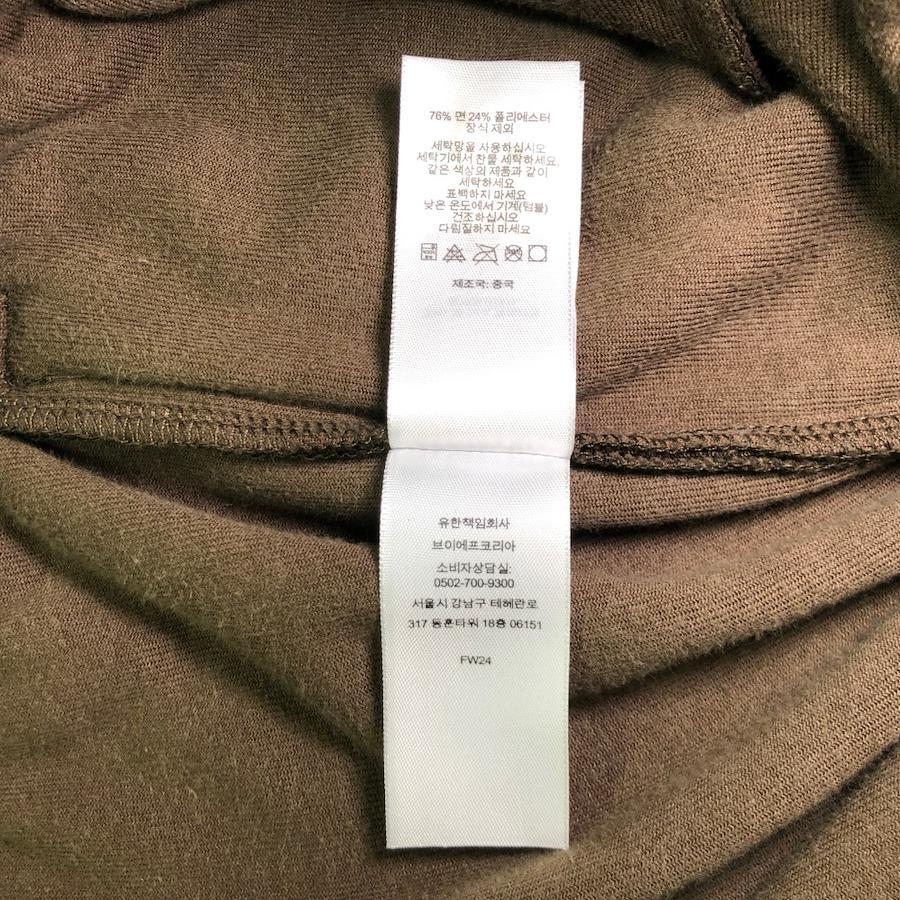 76% 면 24% 폴리에스터
장식 제외
세탁망을 사용하십시오
세탁기에서 찬물 세탁하세요.
같은 색상의 제품과 같이
세탁하세요
표백하지 마세요
낮은 온도에서 기계(텀블)
건조하십시오
다림질하지 마세요
제조국: 중국
유한책임회사
브이에프코리아
소비자상담실:
0502-700-9300
서울시 강남구 테헤란로
317 동훈타워 18층 06151
FW24